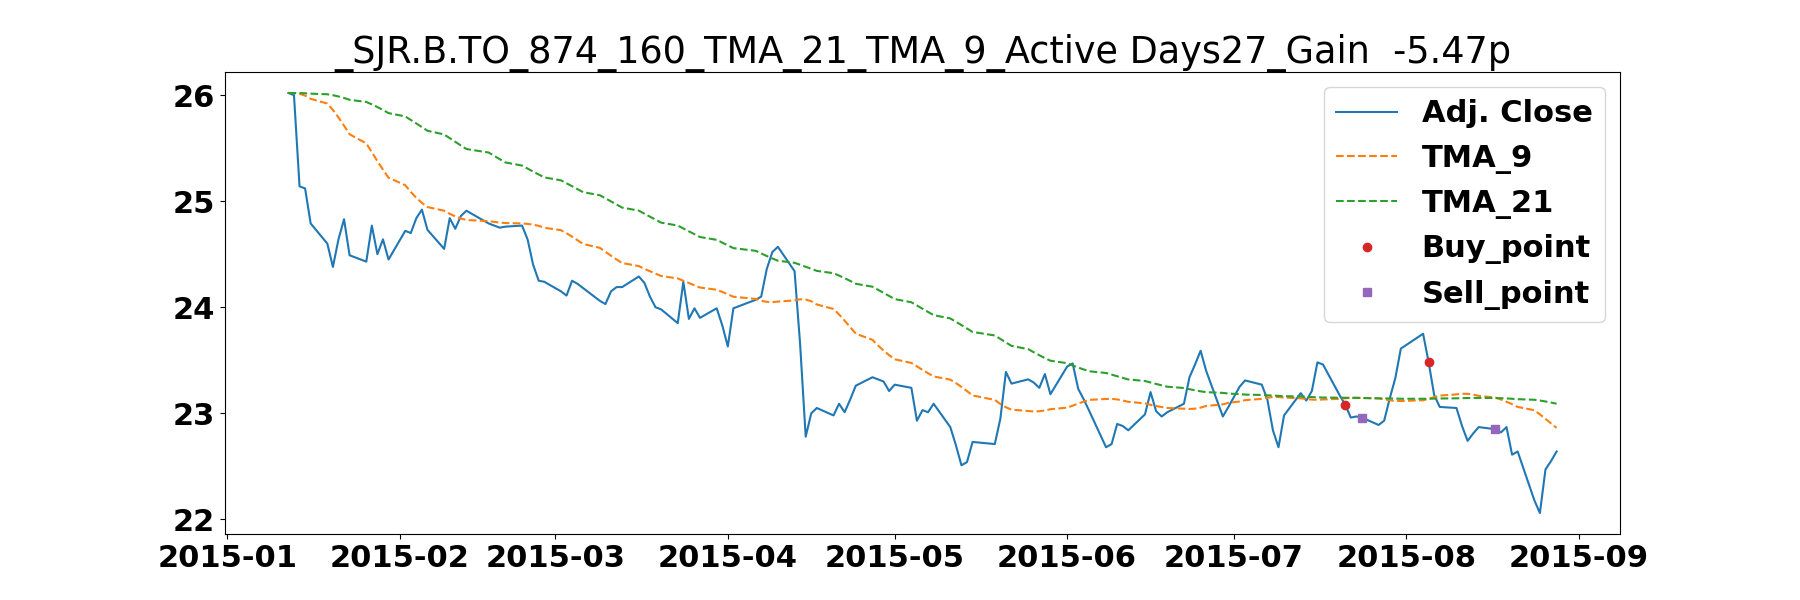 _SJR.B.TO_874_160_TMA_21_TMA_9_Active Days27_Gain  -5.47p
26
25
24
23
22
Adj. Close
TMA_9
TMA_21
Buy_point
Sell_point
2015-01 2015-02 2015-03 2015-04 2015-05 2015-06 2015-07 2015-08 2015-09